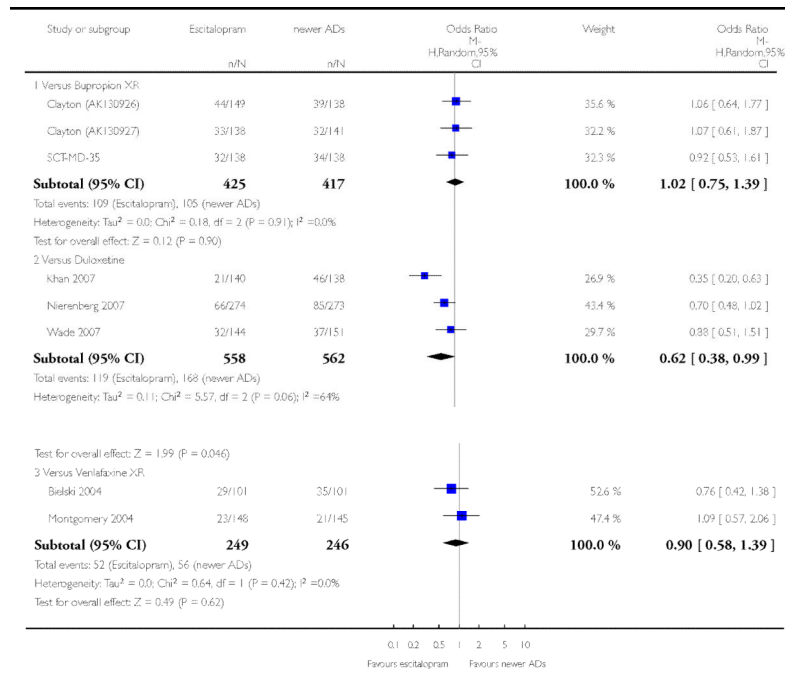 Study or subgroup Escitalopram newer ADs Odds Ratio Weight Odds Ratio
M- M-
H,Random,95% H,Random,95%
n/N n/N CI CI
1 Versus Bupropion XR
Clayton (AK130926) 44/149 39/138 35.6 % 1.06 [ 0.64, 1.77 ]
Clayton (AK130927) 33/138 32/141 32.2 % 1.07 [ 0.61, 1.87 ]
SCT-MD-35 32/138 34/138 32.3 % 0.92 [ 0.53, 1.61 ]
Subtotal (95% CI) 425 417 100.0 % 1.02 [ 0.75, 1.39 ]
Total events: 109 (Escitalopram), 105 (newer ADs)
Heterogeneity: Tau² = 0.0; Chi² = 0.18, df = 2 (P = 0.91); I² =0.0%
Test for overall effect: Z = 0.12 (P = 0.90)
2 Versus Duloxetine
Khan 2007 21/140 46/138 26.9 % 0.35 [ 0.20, 0.63 ]
Nierenberg 2007 66/274 85/273 43.4 % 0.70 [ 0.48, 1.02 ]
Wade 2007 32/144 37/151 29.7 % 0.88 [ 0.51, 1.51 ]
Subtotal (95% CI) 558 562 100.0 % 0.62 [ 0.38, 0.99 ]
Total events: 119 (Escitalopram), 168 (newer ADs)
Heterogeneity: Tau² = 0.11; Chi² = 5.57, df = 2 (P = 0.06); I² =64%
Test for overall effect: Z = 1.99 (P = 0.046)
3 Versus Venlafaxine XR
Bielski 2004 29/101 35/101 52.6 % 0.76 [ 0.42, 1.38 ]
Montgomery 2004 23/148 21/145 47.4 % 1.09 [ 0.57, 2.06 ]
Subtotal (95% CI) 249 246 100.0 % 0.90 [ 0.58, 1.39 ]
Total events: 52 (Escitalopram), 56 (newer ADs)
Heterogeneity: Tau² = 0.0; Chi² = 0.64, df = 1 (P = 0.42); I² =0.0%
Test for overall effect: Z = 0.49 (P = 0.62)
0.1 0.2 0.5 1 2 5 10
Favours escitalopram Favours newer ADs